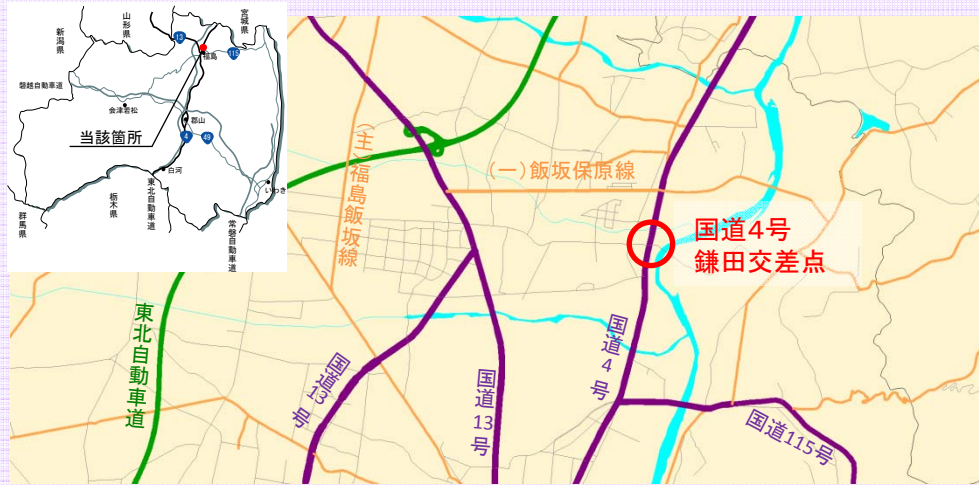 山形県
宮城県
新潟県
13
115
福島
磐越自動車道
会津若松
郡山
当該箇所
4
49
白河
いわき
東北自動車道
栃木県
群馬県
常磐自動車道
(主)福島飯坂線
(一)飯坂保原線
国道4号
鎌田交差点
東北自動車道
国道13号
国道13号
国道4号
国道115号